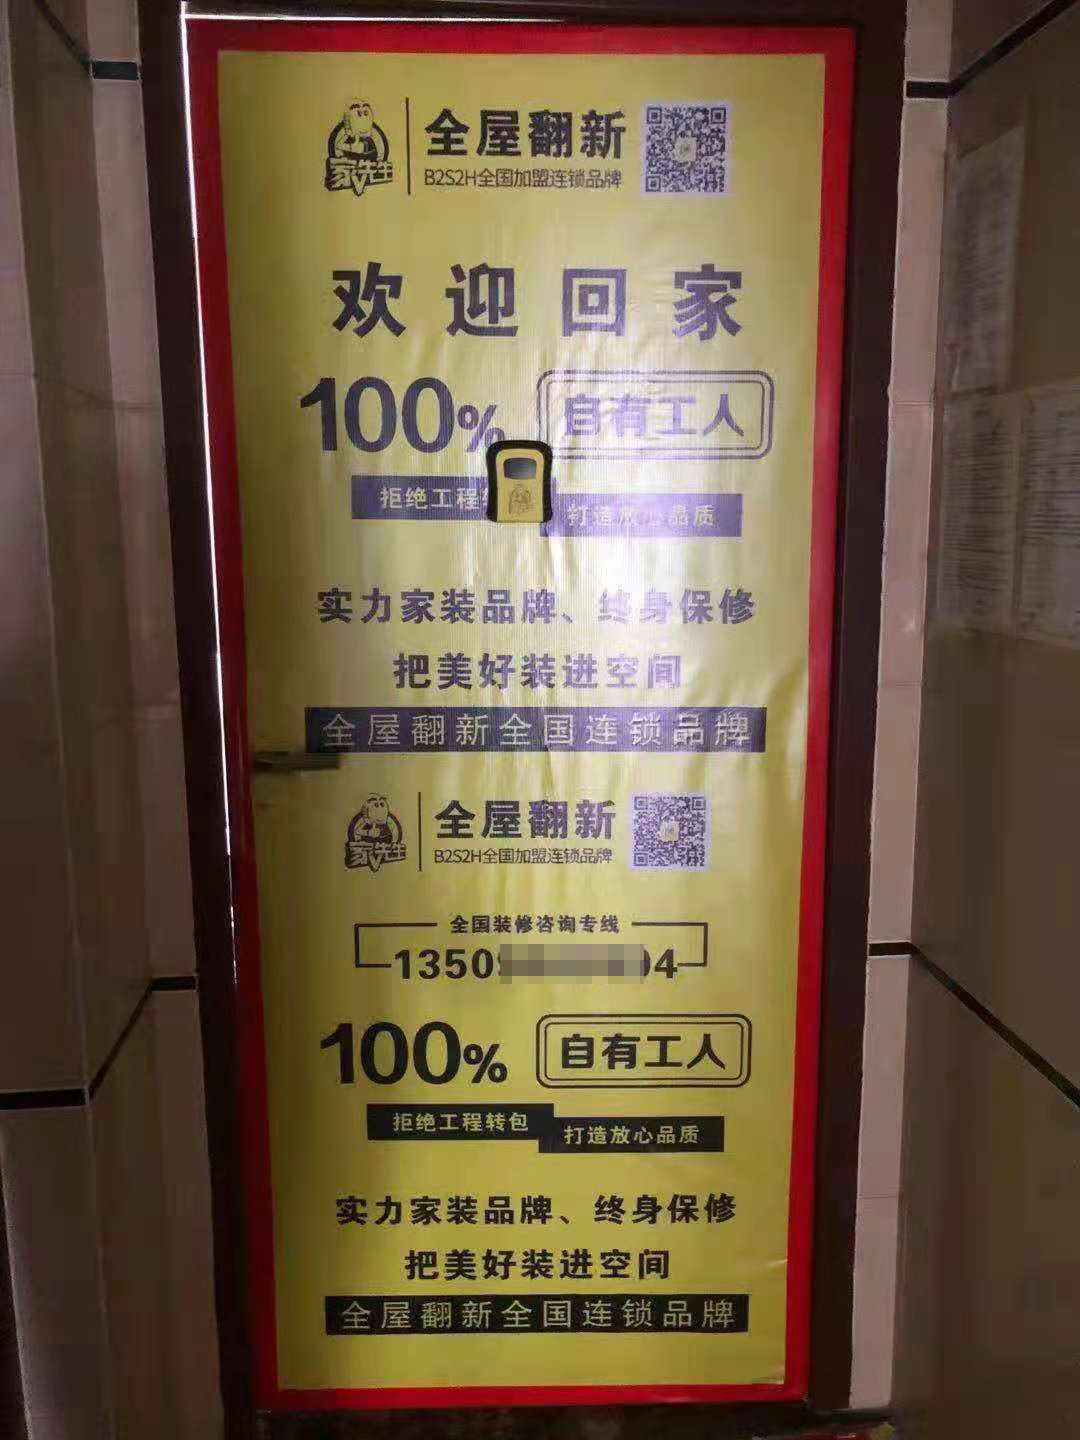 家先生
全屋翻新
B2S2H全国加盟连锁品牌
欢迎回家
100%
自有工人
拒绝工程
打造放心品质
实力家装品牌、终身保修
把美好装进空间
全屋翻新全国连锁品牌
家先生
全屋翻新
B2S2H全国加盟连锁品牌
全国装修咨询专线
1350 04
100%
自有工人
拒绝工程转包
打造放心品质
实力家装品牌、终身保修
把美好装进空间
全屋翻新全国连锁品牌